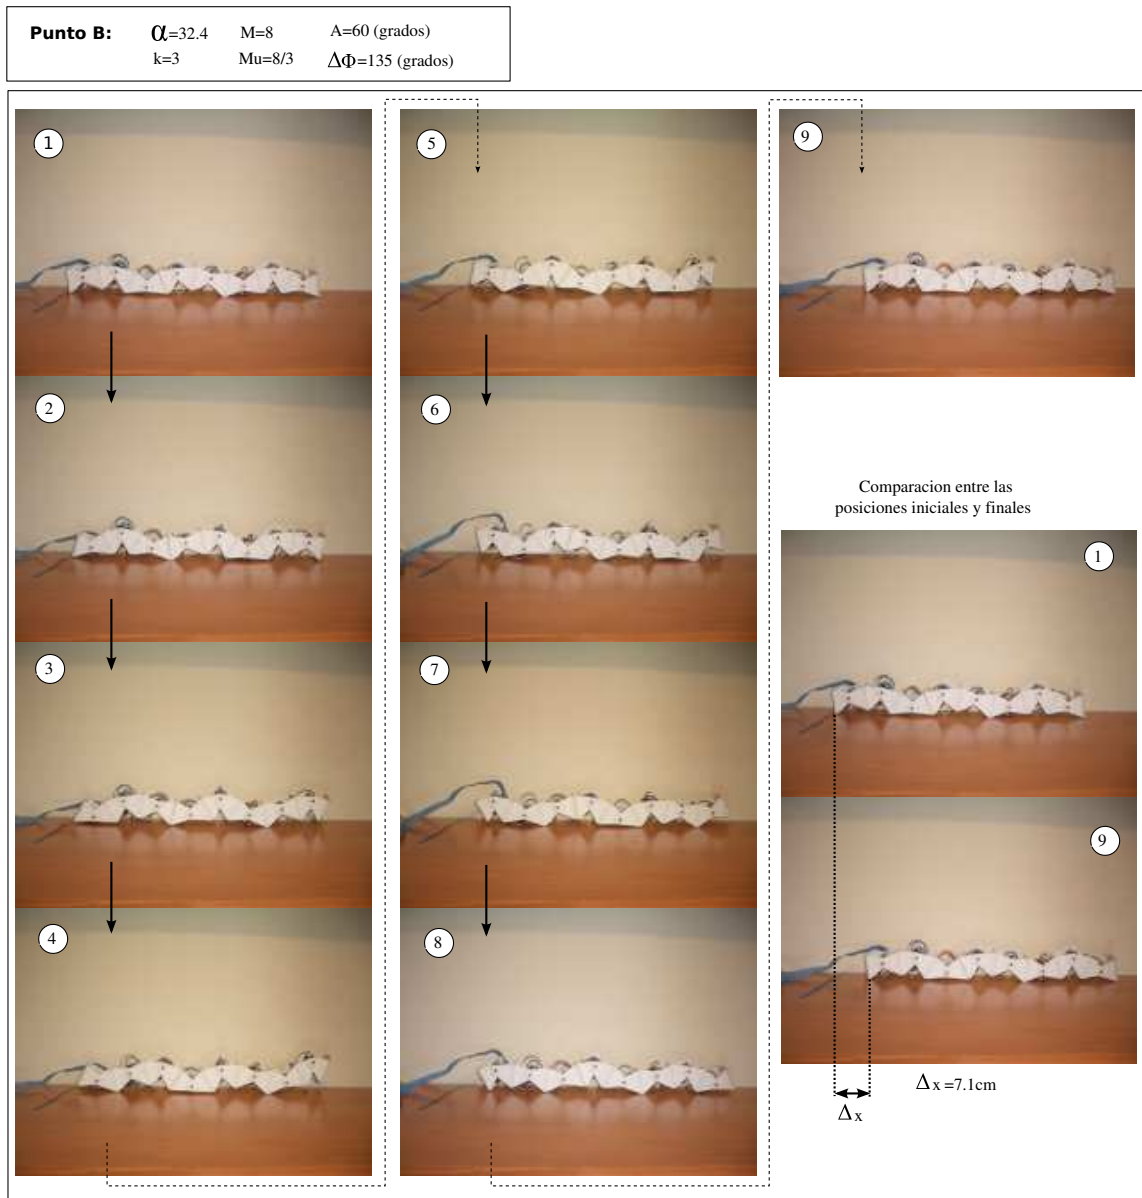 Punto B: α=32.4 M=8 A=60 (grados)
k=3 Mu=8/3 ΔΦ=135 (grados)
1
2
3
4
5
6
7
8
9
Comparacion entre las
posiciones iniciales y finales
1
9
Δx=7.1cm
Δx